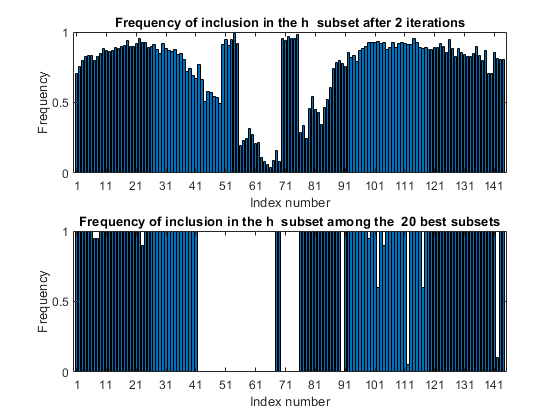 Frequency of inclusion in the h subset after 2 iterations
1
0.5
0
Frequency
1 11 21 31 41 51 61 71 81 91 101 111 121 131 141
Index number
Frequency of inclusion in the h subset among the 20 best subsets
1
0.5
0
Frequency
1 11 21 31 41 51 61 71 81 91 101 111 121 131 141
Index number